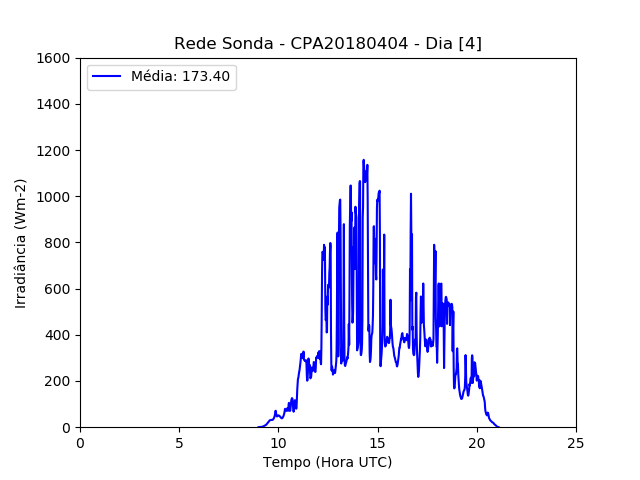 Rede Sonda - CPA20180404 - Dia [4]
Média: 173.40
Irradiância (Wm-2)
1600
1400
1200
1000
800
600
400
200
0
0 5 10 15 20 25
Tempo (Hora UTC)